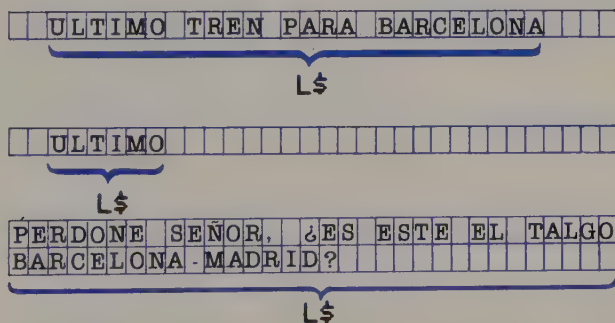 ULTIMO TREN PARA BARCELONA
L$
ULTIMO
L$
PERDONE SEÑOR, ¿ES ESTE EL TALGO
BARCELONA-MADRID?
L$